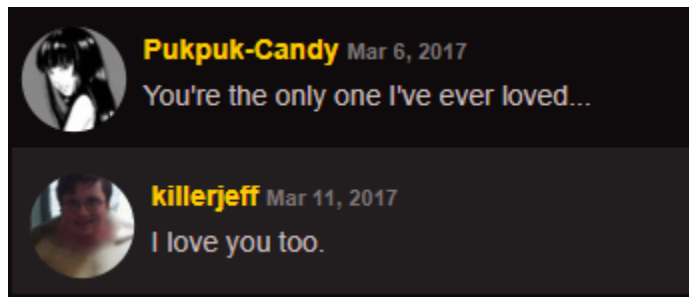 Pukpuk-Candy Mar 6, 2017
You're the only one I've ever loved...
killerjeff Mar 11, 2017
I love you too.